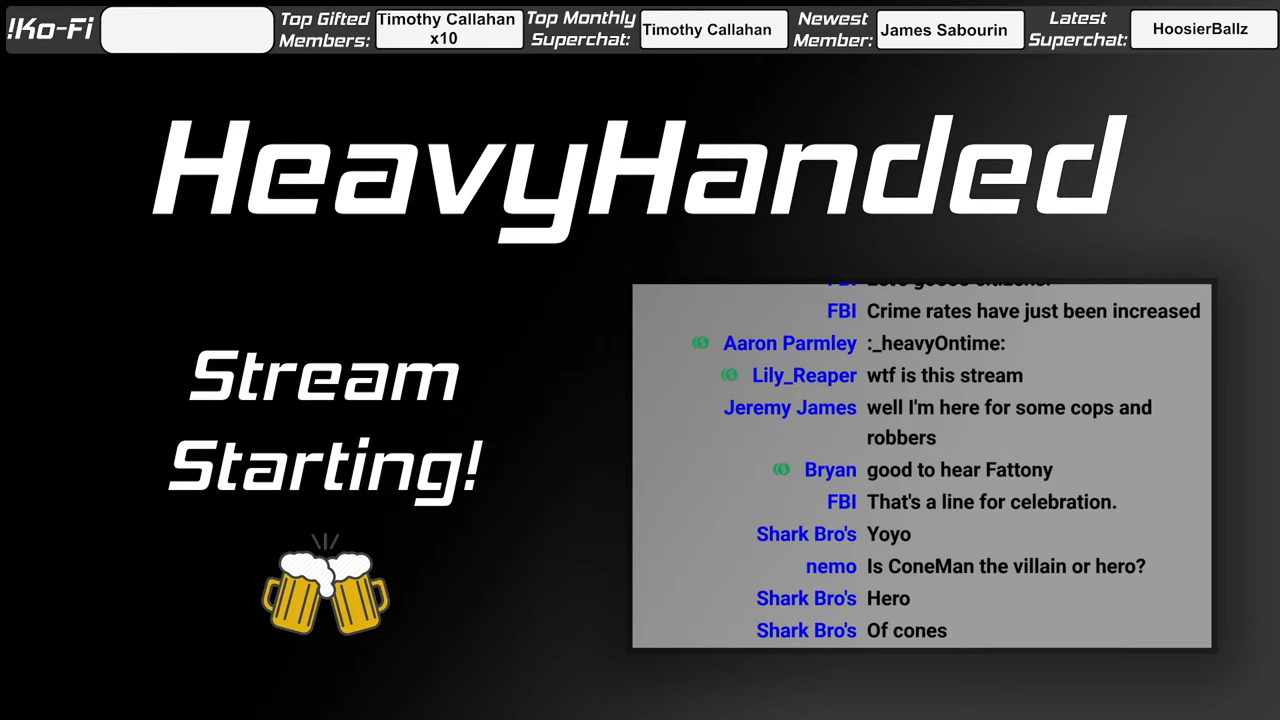 !Ko-Fi
Top Gifted
Members:
Timothy Callahan
x10
Top Monthly
Superchat:
Timothy Callahan
Newest
Member:
James Sabourin
Latest
Superchat:
HoosierBallz
HeavyHanded
Stream
Starting!
FBI Crime rates have just been increased
Aaron Parmley :_heavyOntime:
Lily_Reaper wtf is this stream
Jeremy James well I'm here for some cops and
robbers
Bryan good to hear Fattony
FBI That's a line for celebration.
Shark Bro's Yoyo
nemo Is ConeMan the villain or hero?
Shark Bro's Hero
Shark Bro's Of cones